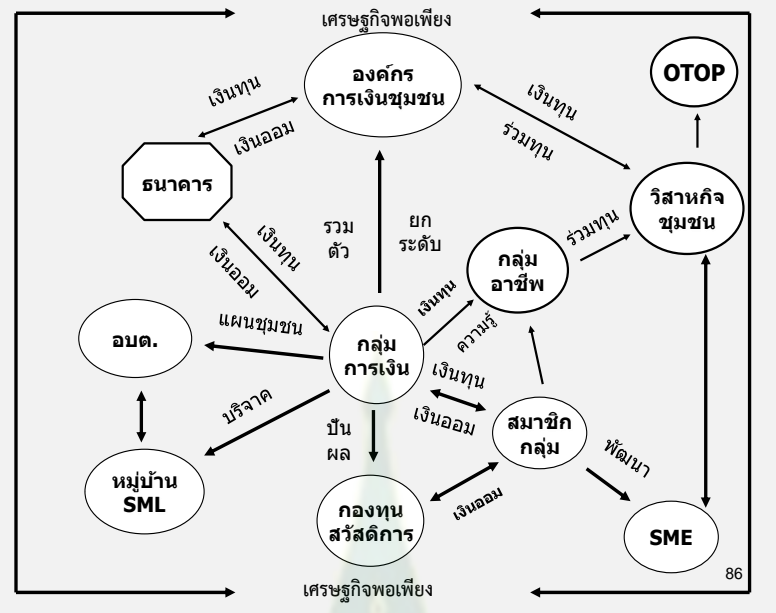 เศรษฐกิจพอเพียง
องค์กร
การเงินชุมชน
OTOP
เงินทุน
เงินออม
เงินทุน
ร่วมทุน
ธนาคาร
วิสาหกิจ
ชุมชน
รวม
ตัว
ยก
ระดับ
ร่วมทุน
เงินทุน
เงินออม
กลุ่ม
อาชีพ
เงินทุน
ความรู้
แผนชุมชน
อบต.
กลุ่ม
การเงิน
เงินทุน
เงินออม
บริจาค
ปัน
ผล
สมาชิก
กลุ่ม
พัฒนา
หมู่บ้าน
SML
กองทุน
สวัสดิการ
เงินออม
SME
86
เศรษฐกิจพอเพียง